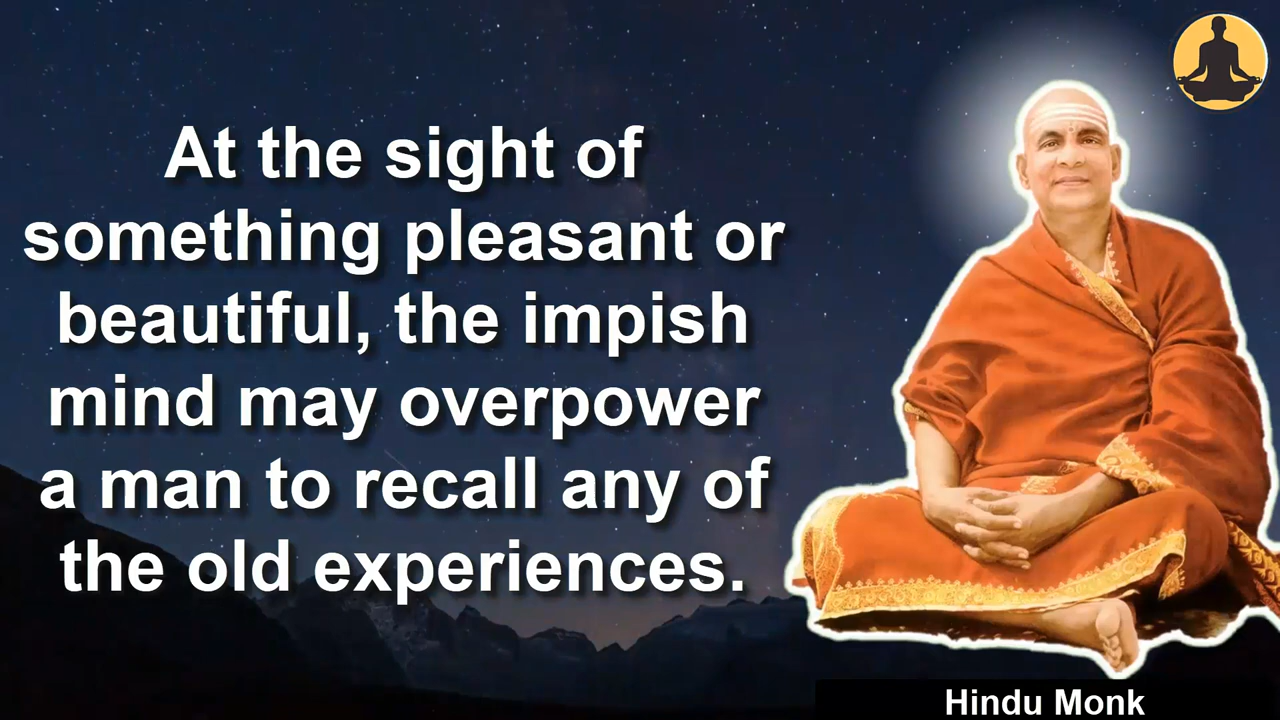 At the sight of
something pleasant or
beautiful, the impish
mind may overpower
a man to recall any of
the old experiences.
Hindu Monk